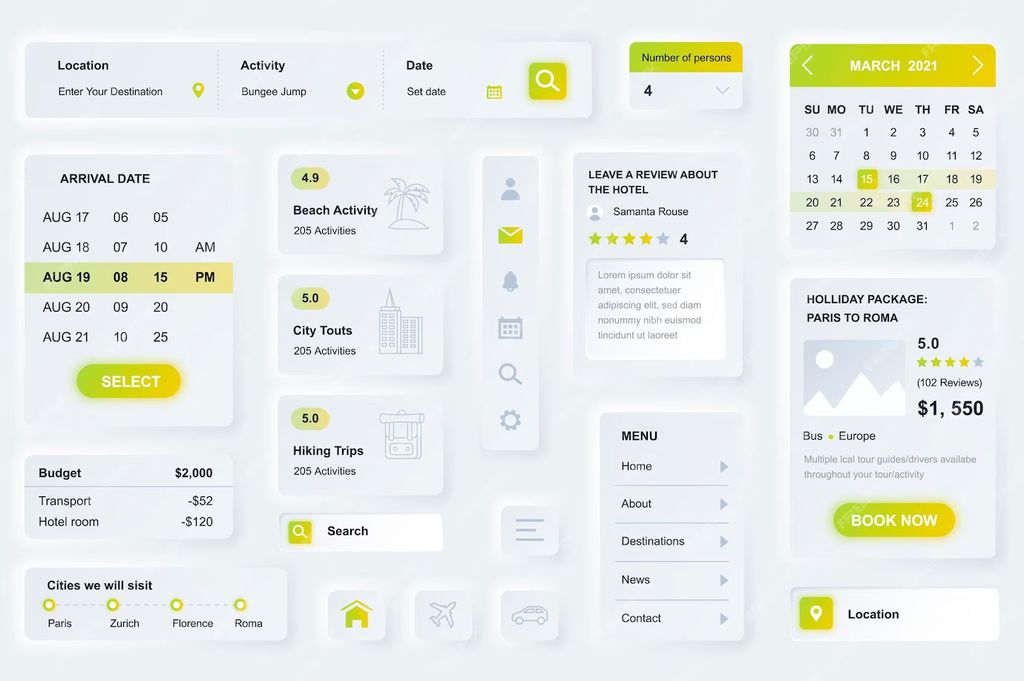 Location
Enter Your Destination
Activity
Bungee Jump
Date
Set date
Number of persons
4
MARCH 2021
SU MO TU WE TH FR SA
30 31 1 2 3 4 5
6 7 8 9 10 11 12
13 14 15 16 17 18 19
20 21 22 23 24 25 26
27 28 29 30 31 1 2
ARRIVAL DATE
AUG 17 06 05
AUG 18 07 10 AM
AUG 19 08 15 PM
AUG 20 09 20
AUG 21 10 25
SELECT
4.9
Beach Activity
205 Activities
5.0
City Touts
205 Activities
5.0
Hiking Trips
205 Activities
Search
LEAVE A REVIEW ABOUT
THE HOTEL
Samanta Rouse
4
Lorem ipsum dolor sit
amet, consectetuer
adipiscing elit, sed diam
nonummy nibh euismod
tincidunt ut laoreet
HOLLIDAY PACKAGE:
PARIS TO ROMA
5.0
(102 Reviews)
$1, 550
Bus Europe
Multiple lcal tour guides/drivers availabe
throughout your tour/activity
BOOK NOW
MENU
Home
About
Destinations
News
Contact
Budget $2,000
Transport -$52
Hotel room -$120
Cities we will sisit
Paris Zurich Florence Roma
Location